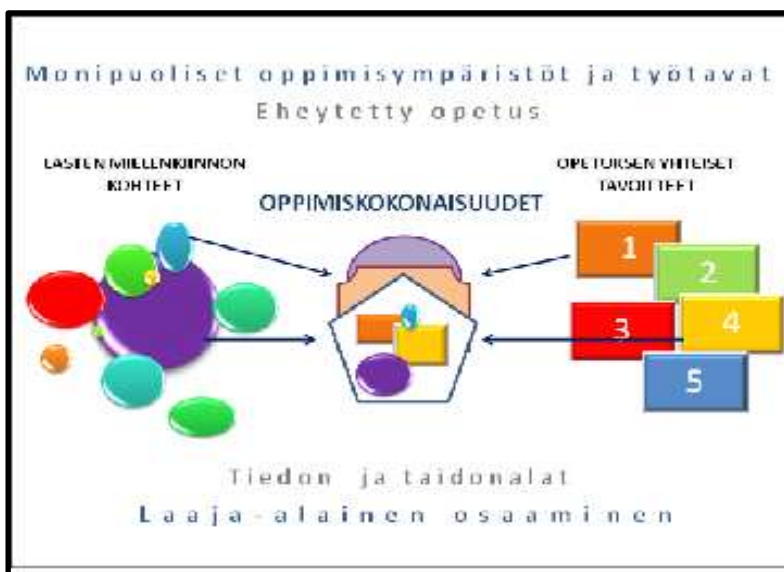 Monipuoliset oppimisympäristöt ja työtavat
Eheytetty opetus
LASTEN MIELENKIINNON
KOHTEET
OPETUKSEN YHTEISET
TAVOITTEET
OPPIMISKOKONAISUUDET
1
2
3
4
5
Tiedon ja taidonalat
Laaja-alainen osaaminen